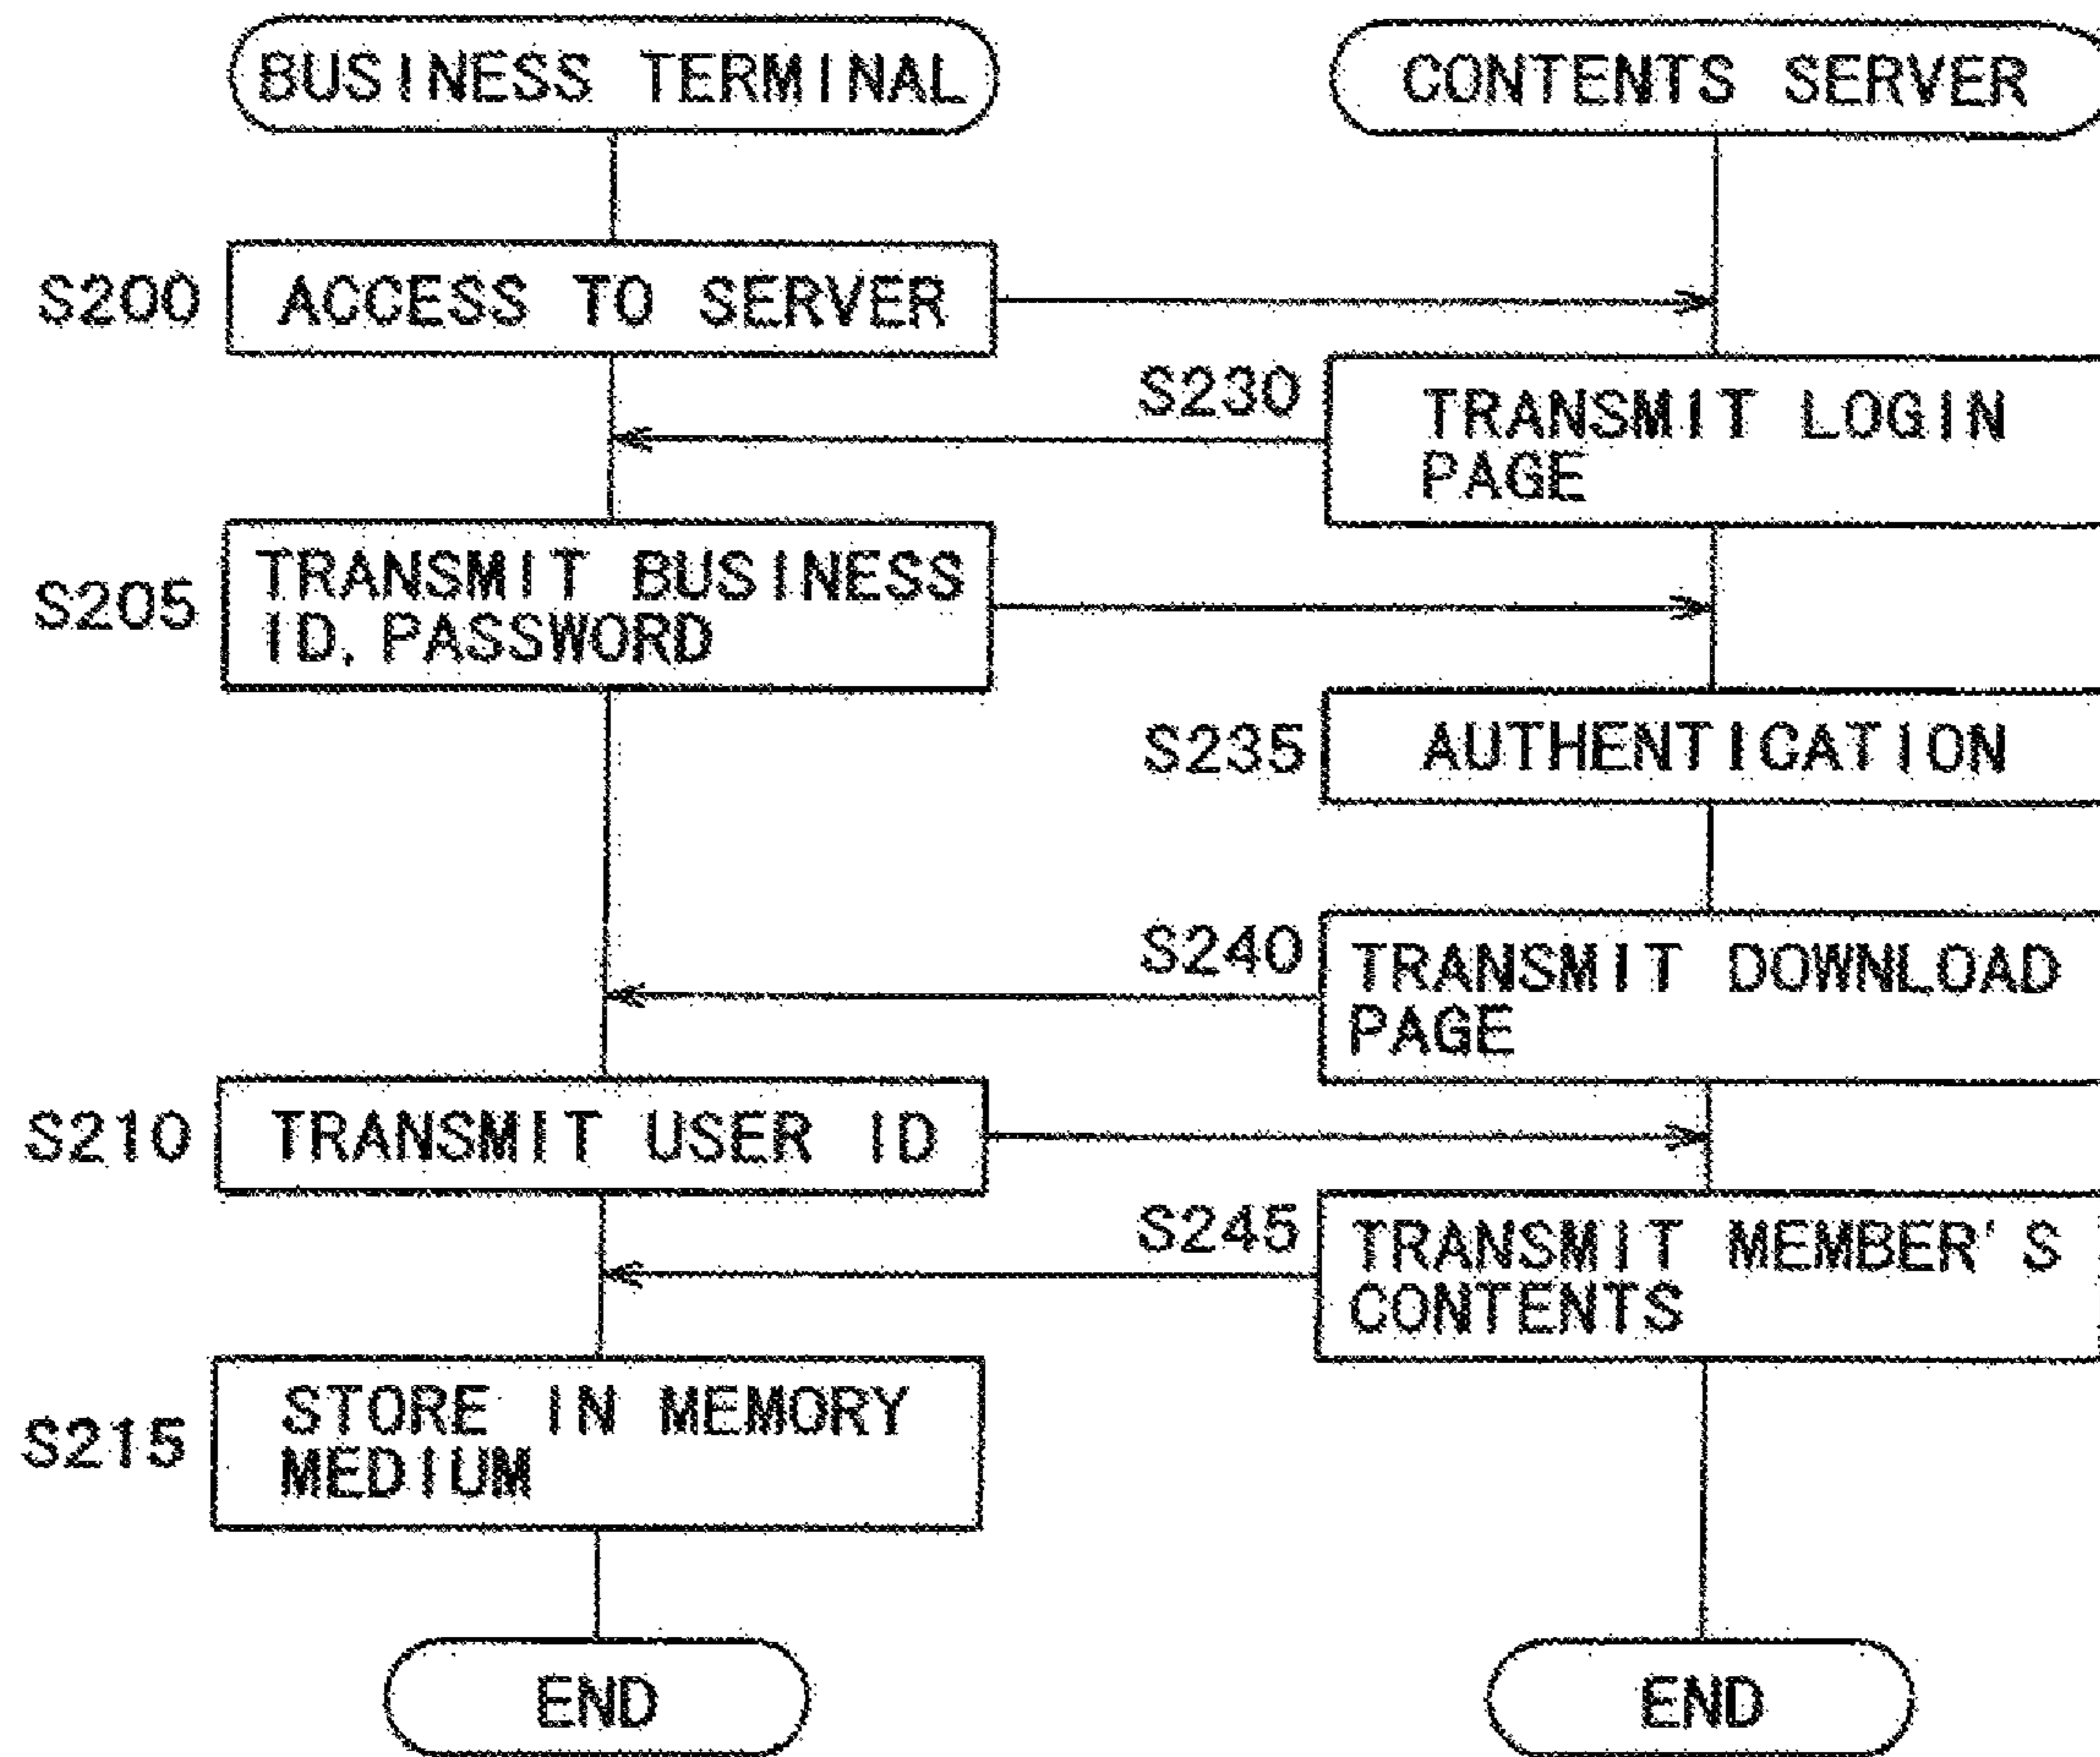 BUSINESS TERMINAL
CONTENTS SERVER
S200
ACCESS TO SERVER
S230
TRANSMIT LOGIN
PAGE
S205
TRANSMIT BUSINESS
ID, PASSWORD
S235
AUTHENTICATION
S240
TRANSMIT DOWNLOAD
PAGE
S210
TRANSMIT USER ID
S245
TRANSMIT MEMBER'S
CONTENTS
S215
STORE IN MEMORY
MEDIUM
END
END